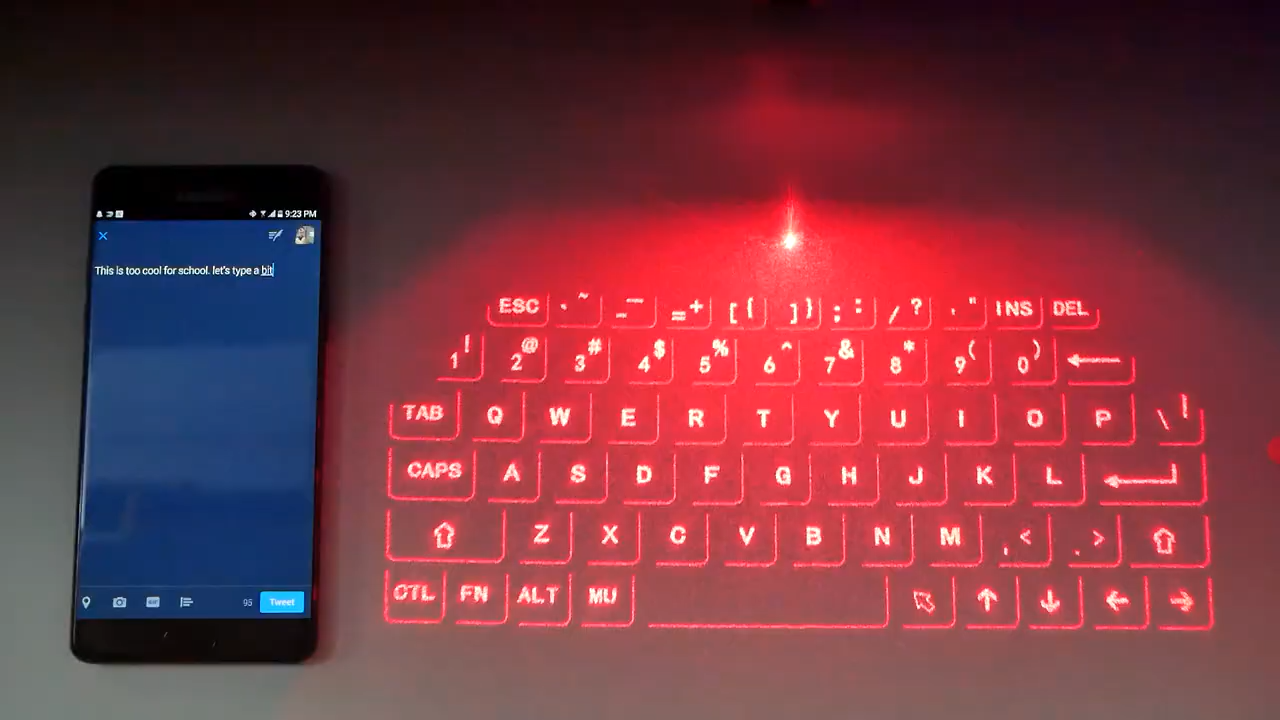 9:23 PM
This is too cool for school. let's type a bit
95 Tweet
ESC ` ~ - _ = + [ { ] } ; : / ? ' " INS DEL
1 ! 2 @ 3 # 4 $ 5 % 6 ^ 7 & 8 * 9 ( 0 ) ←
TAB Q W E R T Y U I O P \ |
CAPS A S D F G H J K L ↵
⇧ Z X C V B N M , < . > ⇧
CTL FN ALT MU ↖ ↑ ↓ ← →